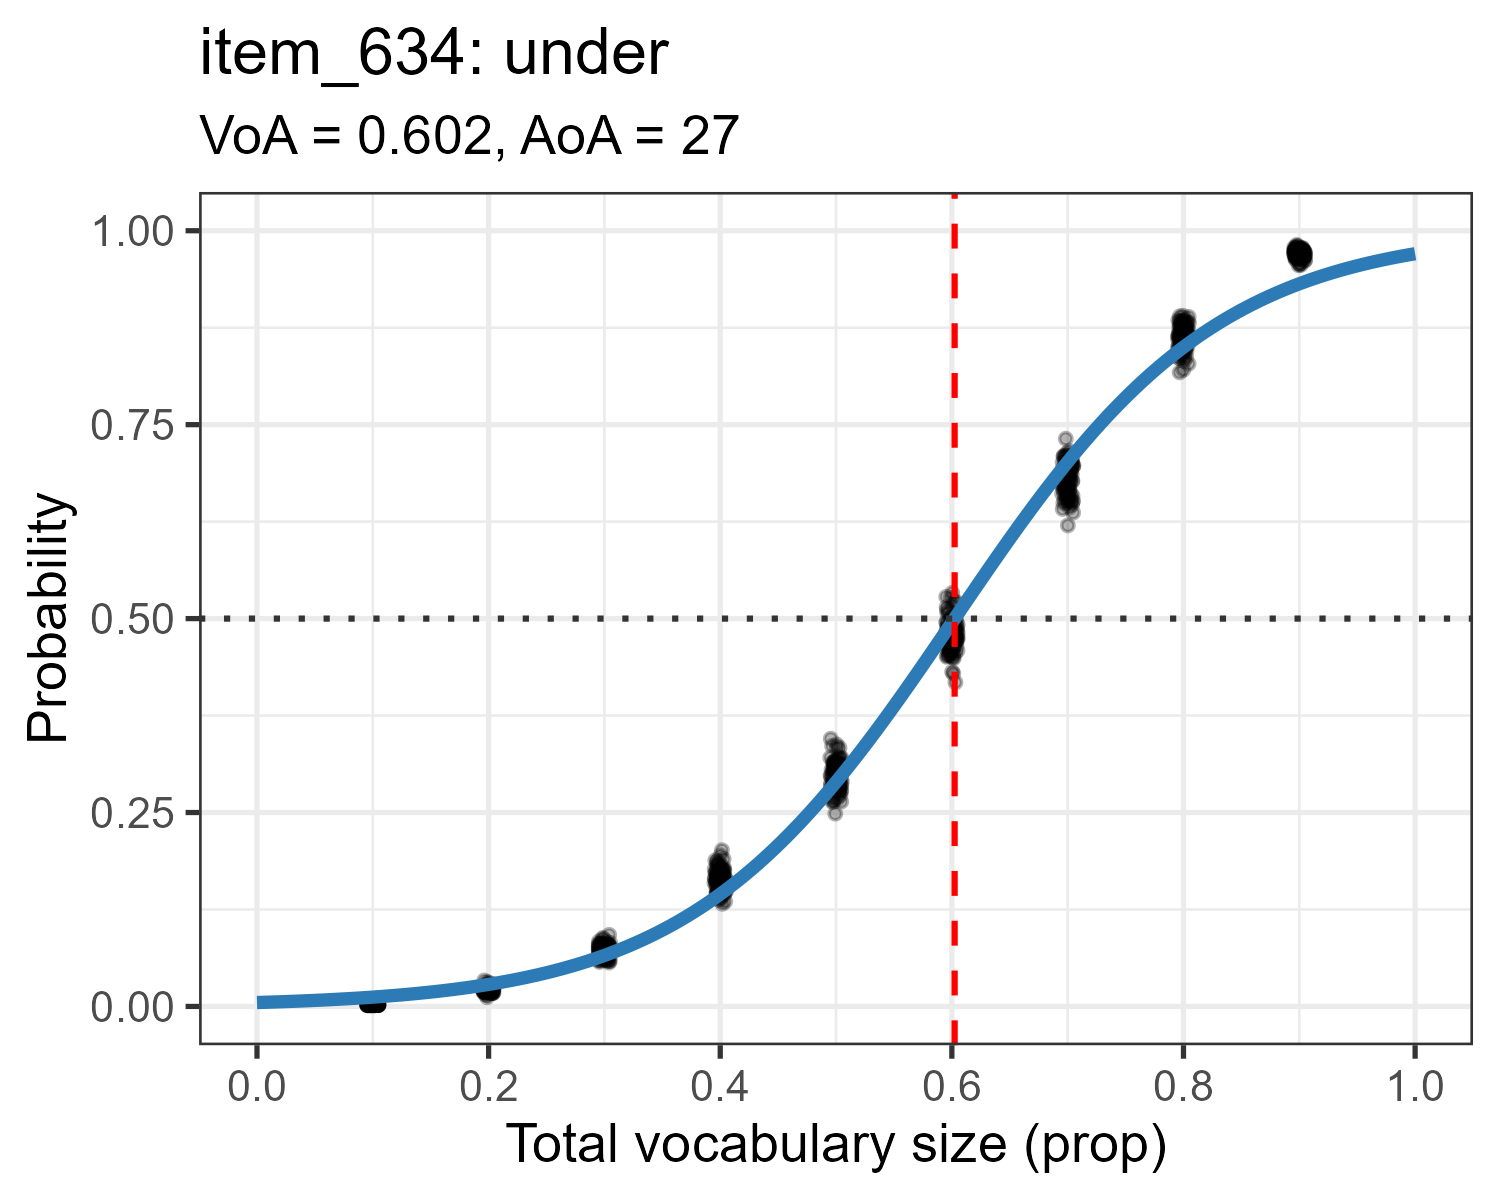 item_634: under
VoA = 0.602, AoA = 27
1.00
0.75
0.50
0.25
0.00
Probability
0.0 0.2 0.4 0.6 0.8 1.0
Total vocabulary size (prop)